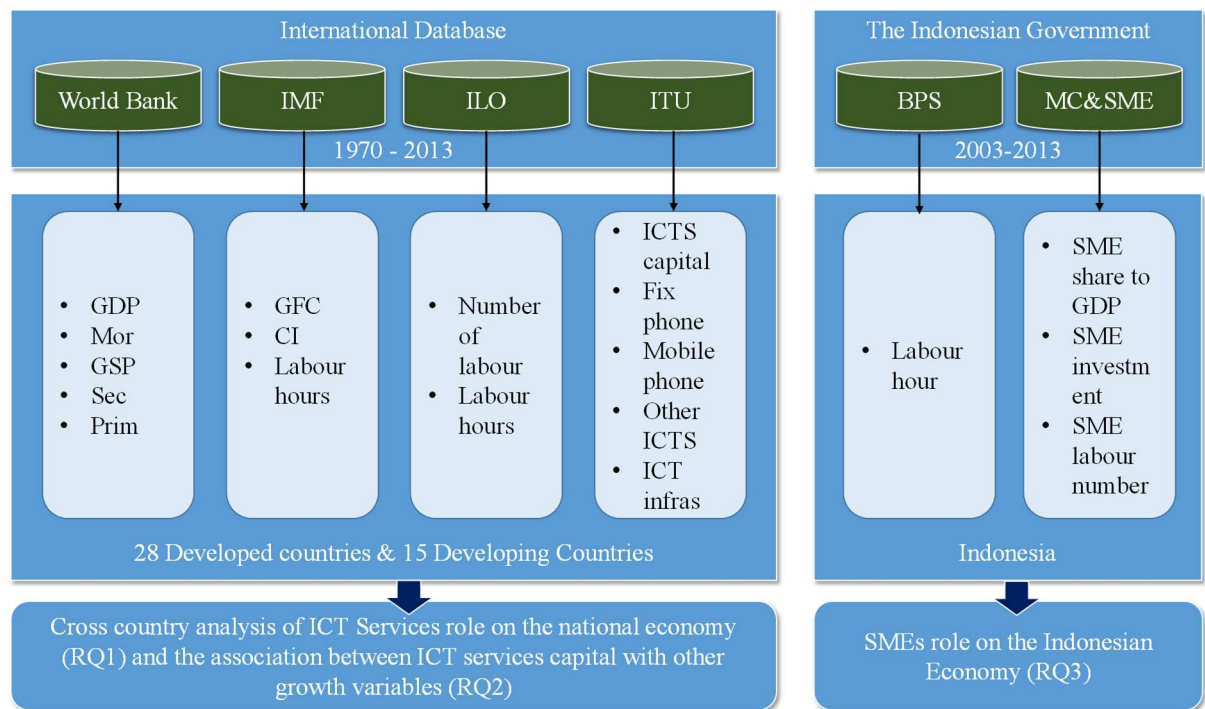 International Database
World Bank
IMF
ILO
ITU
1970 - 2013
• GDP
• Mor
• GSP
• Sec
• Prim
• GFC
• CI
• Labour
hours
• Number
of
labour
• Labour
hours
• ICTS
capital
• Fix
phone
• Mobile
phone
• Other
ICTS
• ICT
infras
28 Developed countries & 15 Developing Countries
Cross country analysis of ICT Services role on the national economy
(RQ1) and the association between ICT services capital with other
growth variables (RQ2)
The Indonesian Government
BPS
MC&SME
2003-2013
• Labour
hour
• SME
share to
GDP
• SME
investm
ent
• SME
labour
number
Indonesia
SMEs role on the Indonesian
Economy (RQ3)